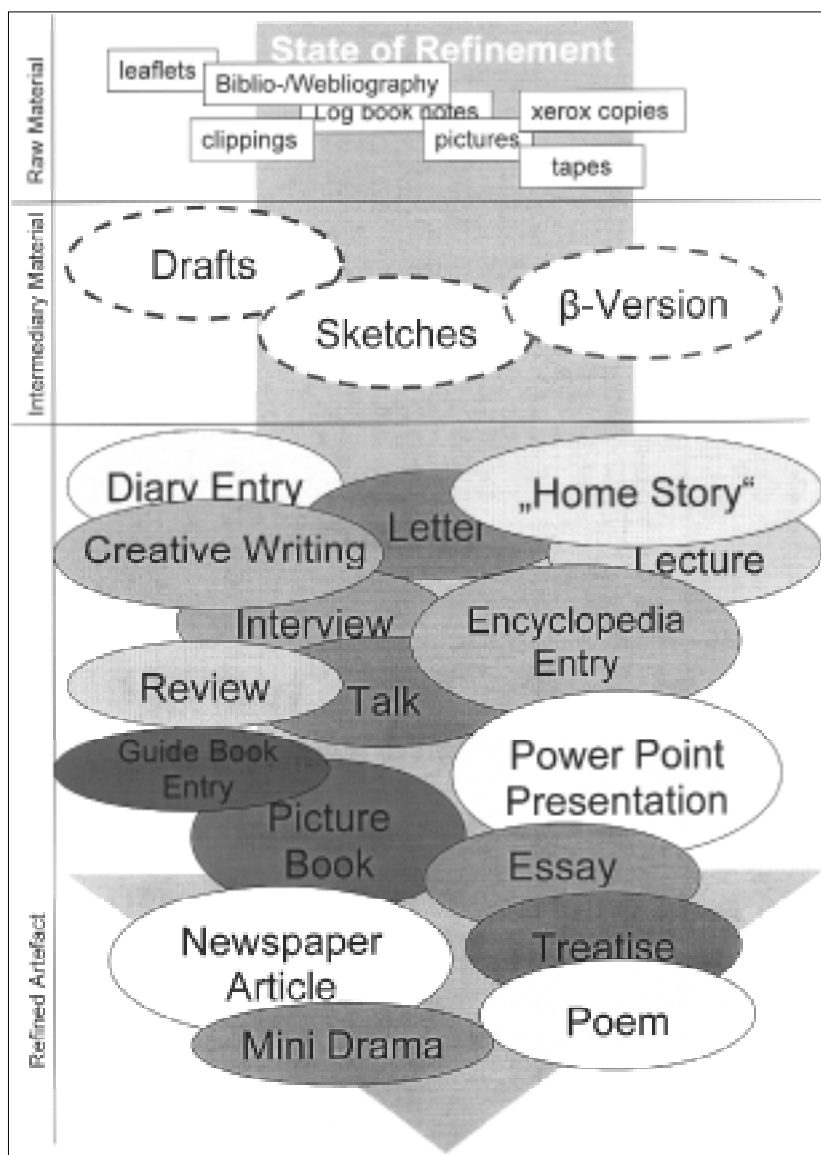 State of Refinement
leaflets
Biblio-/Webliography
Log book notes
xerox copies
clippings
pictures
tapes
Raw Material
Drafts
Sketches
β-Version
Intermediary Material
Diary Entry
Letter
„Home Story“
Creative Writing
Lecture
Interview
Encyclopedia
Entry
Review
Talk
Guide Book
Entry
Power Point
Presentation
Picture
Book
Essay
Newspaper
Article
Treatise
Poem
Mini Drama
Refined Artefact